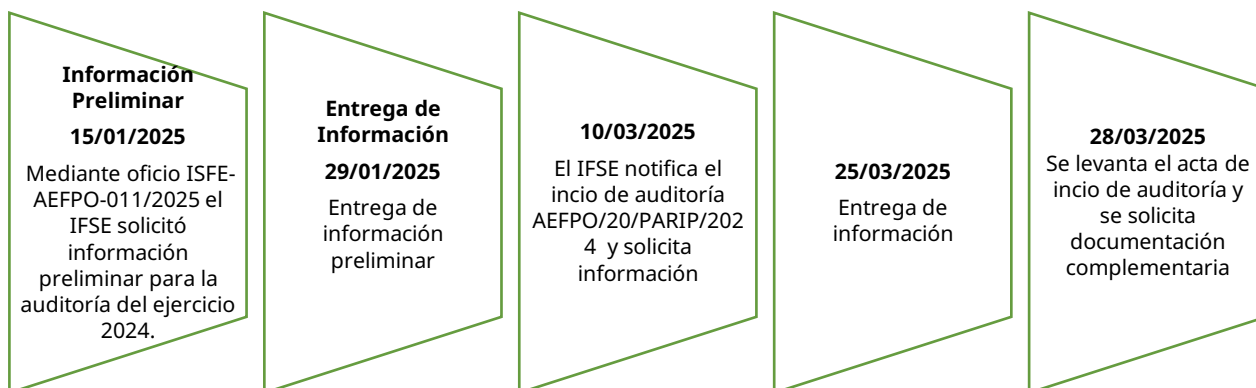 Información
Preliminar
15/01/2025
Mediante oficio ISFE-
AEFPO-011/2025 el
IFSE solicitó
información
preliminar para la
auditoría del ejercicio
2024.
Entrega de
Información
29/01/2025
Entrega de
información
preliminar
10/03/2025
El IFSE notifica el
incio de auditoría
AEFPO/20/PARIP/202
4 y solicita
información
25/03/2025
Entrega de
información
28/03/2025
Se levanta el acta de
incio de auditoría y
se solicita
documentación
complementaria